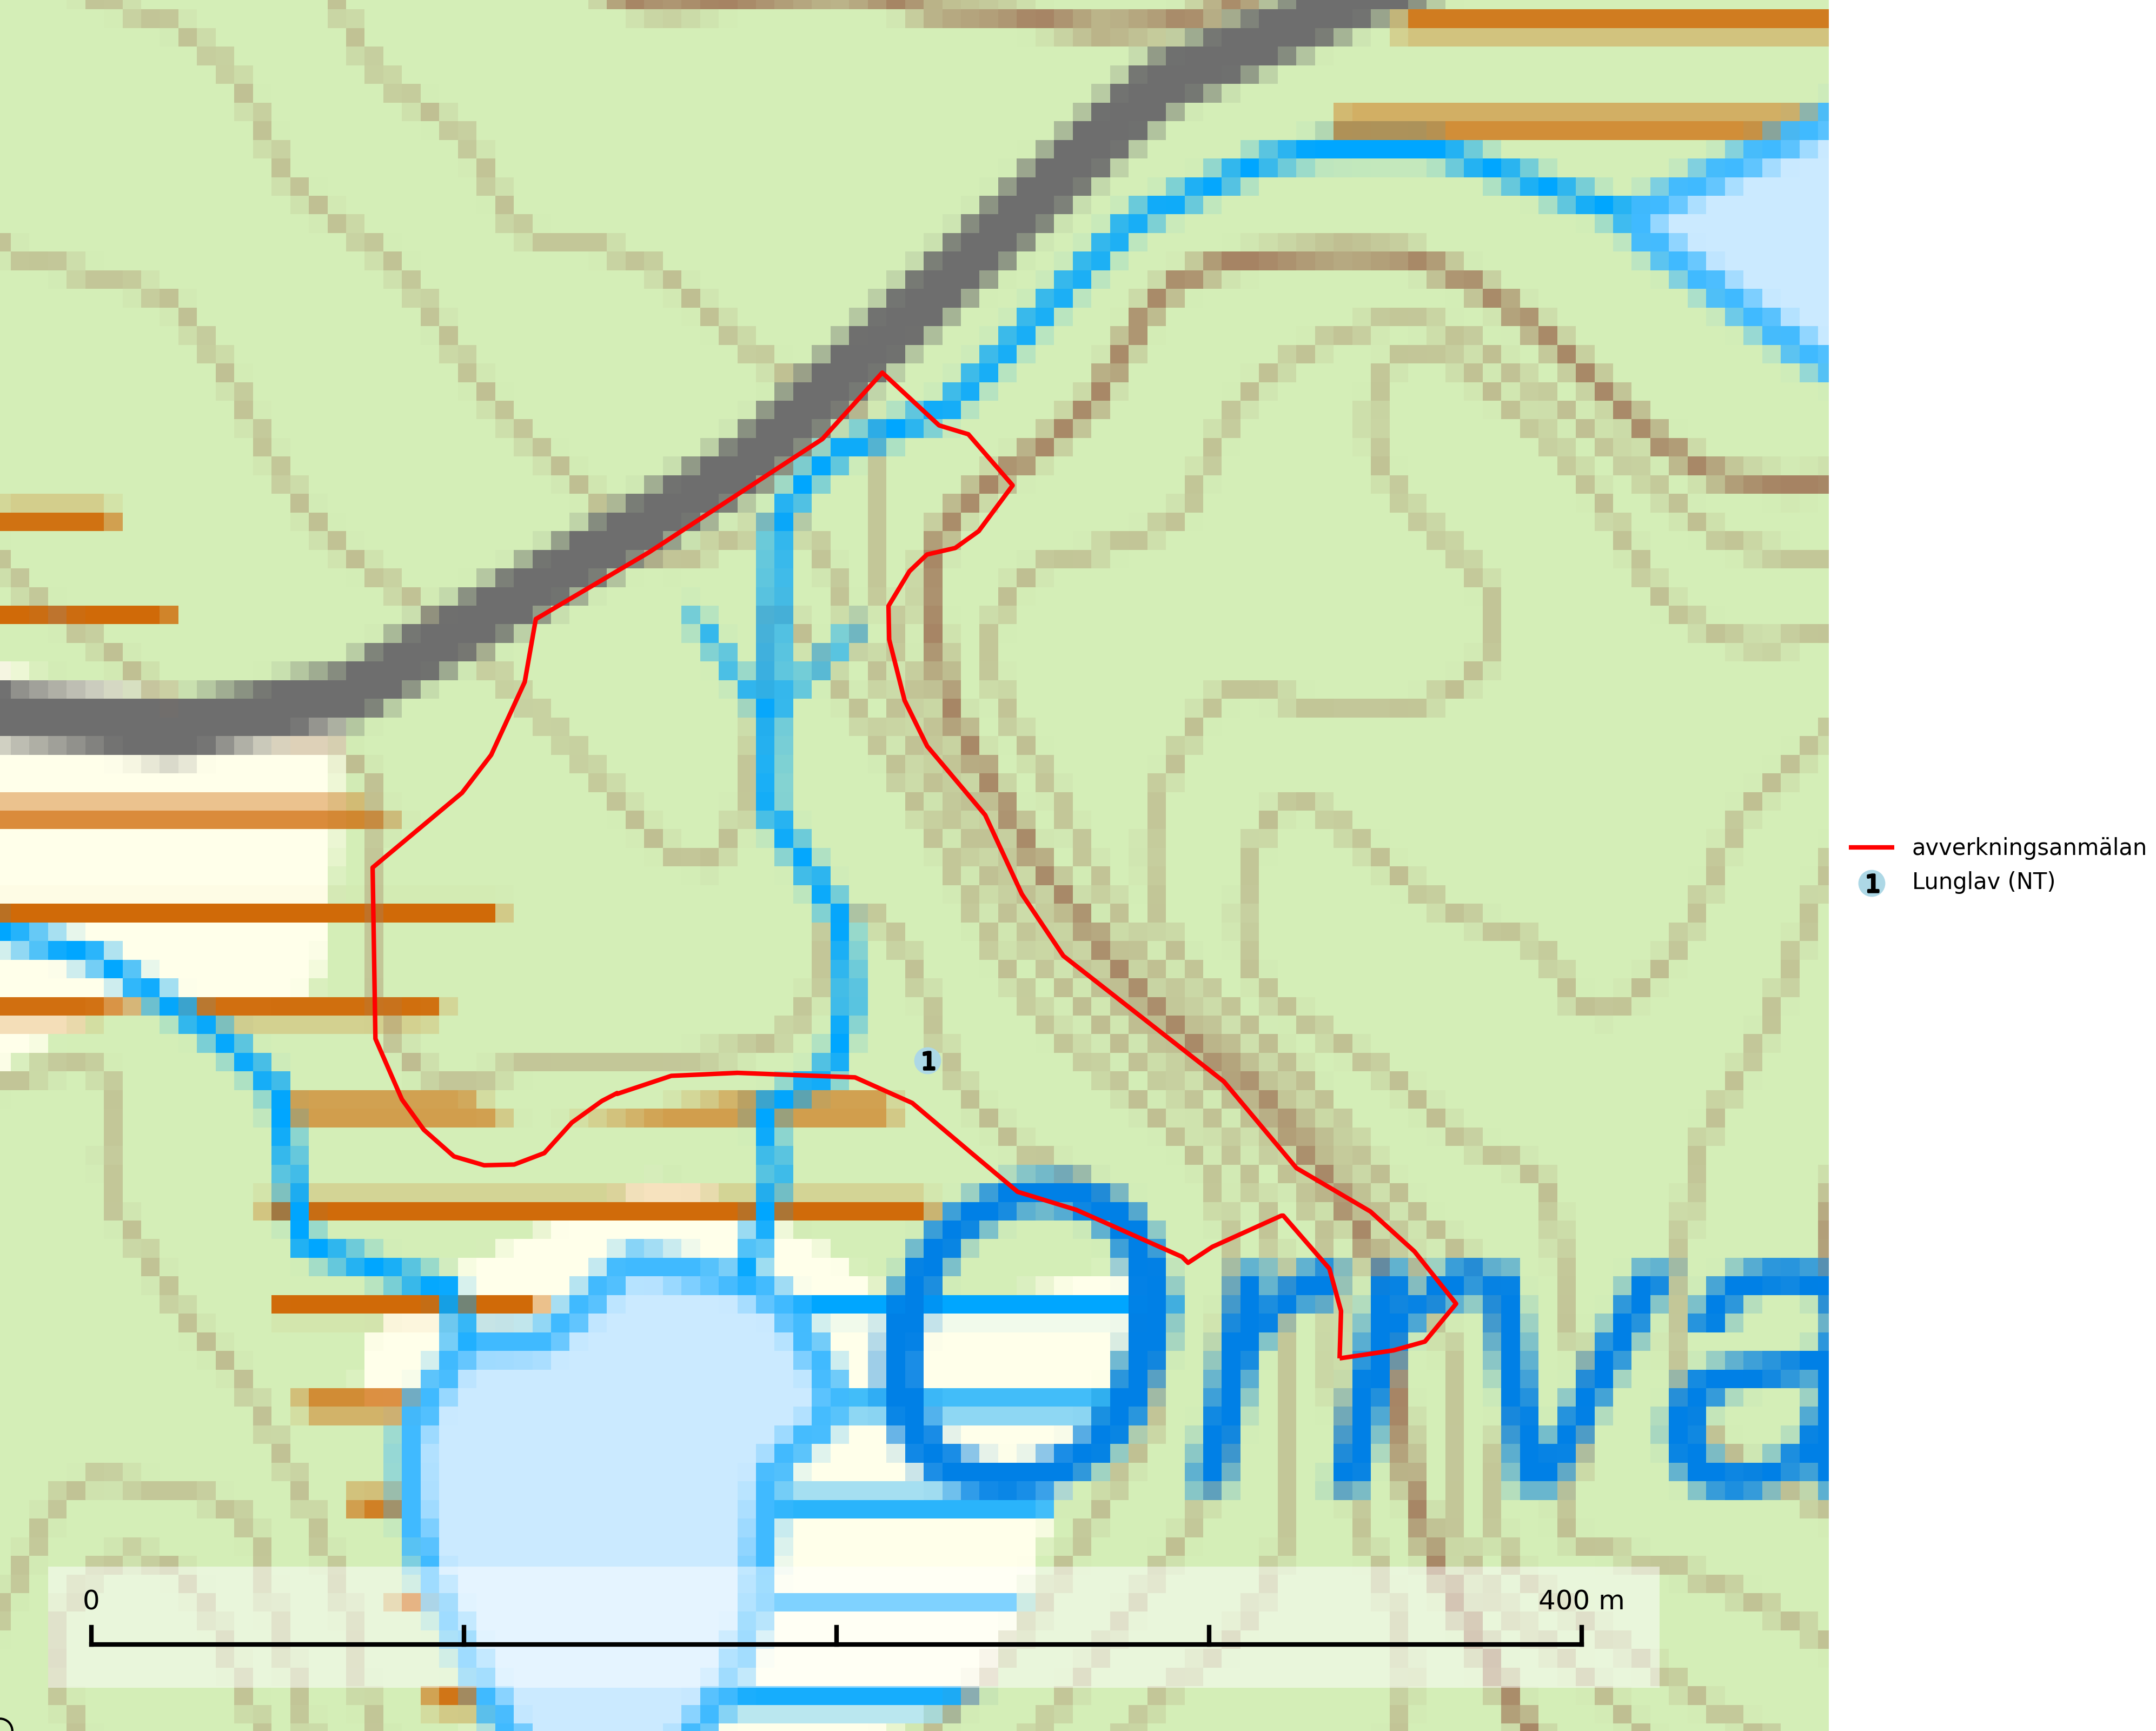 avverkningsanmälan
1 Lunglav (NT)
1
0 400 m